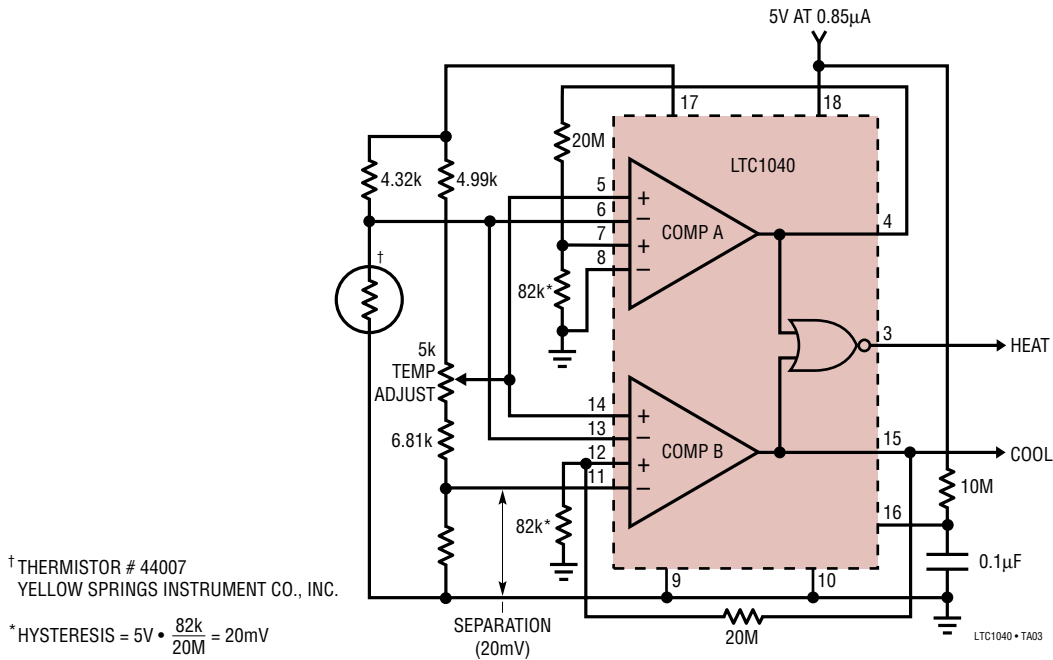 5V AT 0.85µA
17
18
20M
LTC1040
4.32k
4.99k
5
+
6
−
COMP A
4
7
+
8
−
†
82k*
3
HEAT
5k
TEMP
ADJUST
14
+
13
−
6.81k
12
+
COMP B
15
COOL
11
−
10M
82k*
16
0.1µF
† THERMISTOR # 44007
YELLOW SPRINGS INSTRUMENT CO., INC.
9
10
*HYSTERESIS = 5V • 82k/20M = 20mV
SEPARATION
(20mV)
20M
LTC1040 • TA03